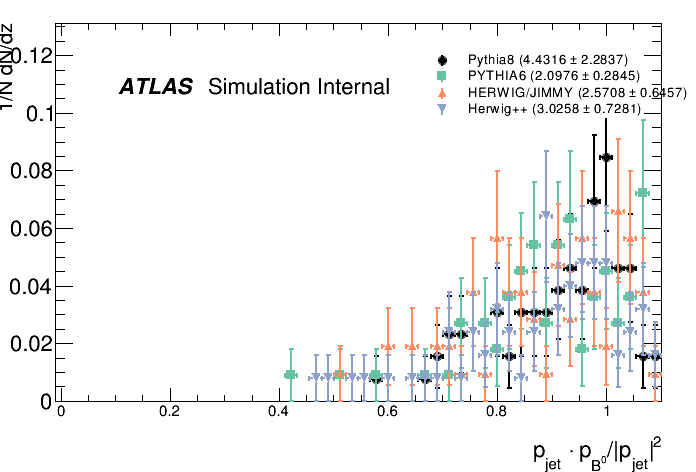 1/N dN/dz
0.12
0.1
0.08
0.06
0.04
0.02
0
ATLAS Simulation Internal
Pythia8 (4.4316 ± 2.2837)
PYTHIA6 (2.0976 ± 0.2845)
HERWIG/JIMMY (2.5708 ± 0.6457)
Herwig++ (3.0258 ± 0.7281)
0 0.2 0.4 0.6 0.8 1
p_jet · p_B⁰/|p_jet|²